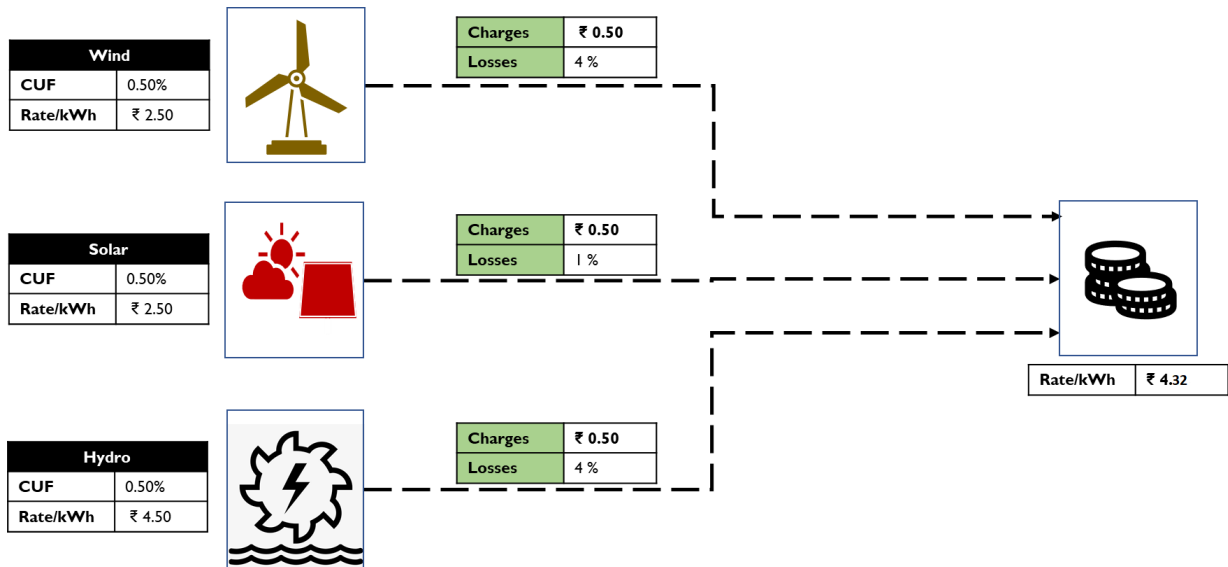 Wind
CUF 0.50%
Rate/kWh ₹ 2.50
Charges ₹ 0.50
Losses 4 %
Solar
CUF 0.50%
Rate/kWh ₹ 2.50
Charges ₹ 0.50
Losses 1 %
Rate/kWh ₹ 4.32
Hydro
CUF 0.50%
Rate/kWh ₹ 4.50
Charges ₹ 0.50
Losses 4 %